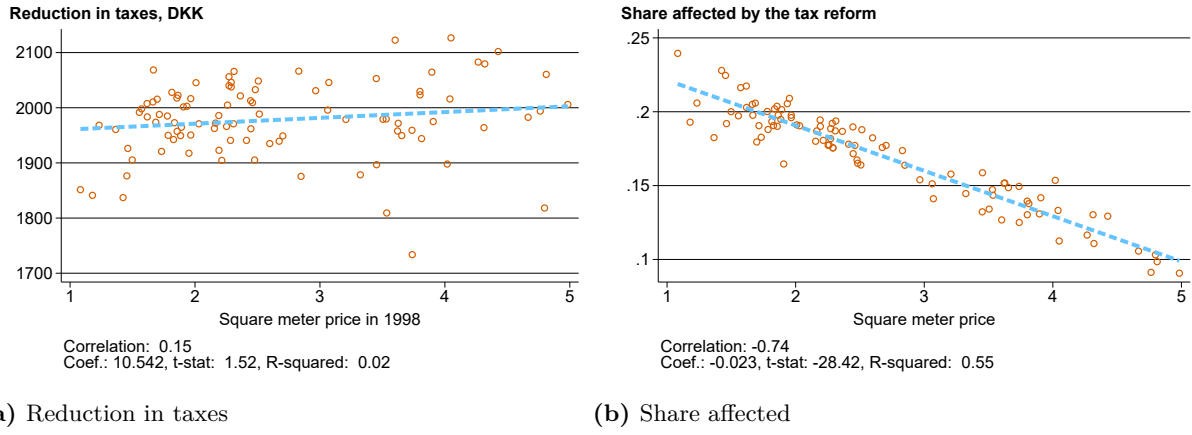 Reduction in taxes, DKK
2100
2000
1900
1800
1700
1 2 3 4 5
Square meter price in 1998
Correlation: 0.15
Coef.: 10.542, t-stat: 1.52, R-squared: 0.02
) Reduction in taxes
Share affected by the tax reform
.25
.2
.15
.1
1 2 3 4 5
Square meter price
Correlation: -0.74
Coef.: -0.023, t-stat: -28.42, R-squared: 0.55
(b) Share affected